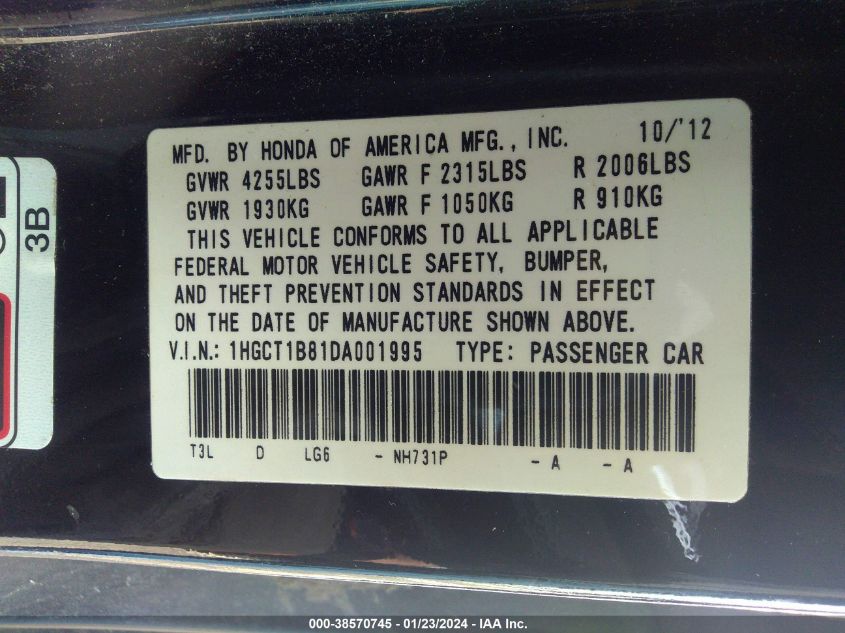 MFD. BY HONDA OF AMERICA MFG., INC. 10/'12
GVWR 4255LBS GAWR F 2315LBS R 2006LBS
GVWR 1930KG GAWR F 1050KG R 910KG
THIS VEHICLE CONFORMS TO ALL APPLICABLE
FEDERAL MOTOR VEHICLE SAFETY, BUMPER,
AND THEFT PREVENTION STANDARDS IN EFFECT
ON THE DATE OF MANUFACTURE SHOWN ABOVE.
V.I.N.: 1HGCT1B81DA001995 TYPE: PASSENGER CAR
T3L D LG6 - NH731P - A - A
3B
000-38570745 - 01/23/2024 - IAA Inc.